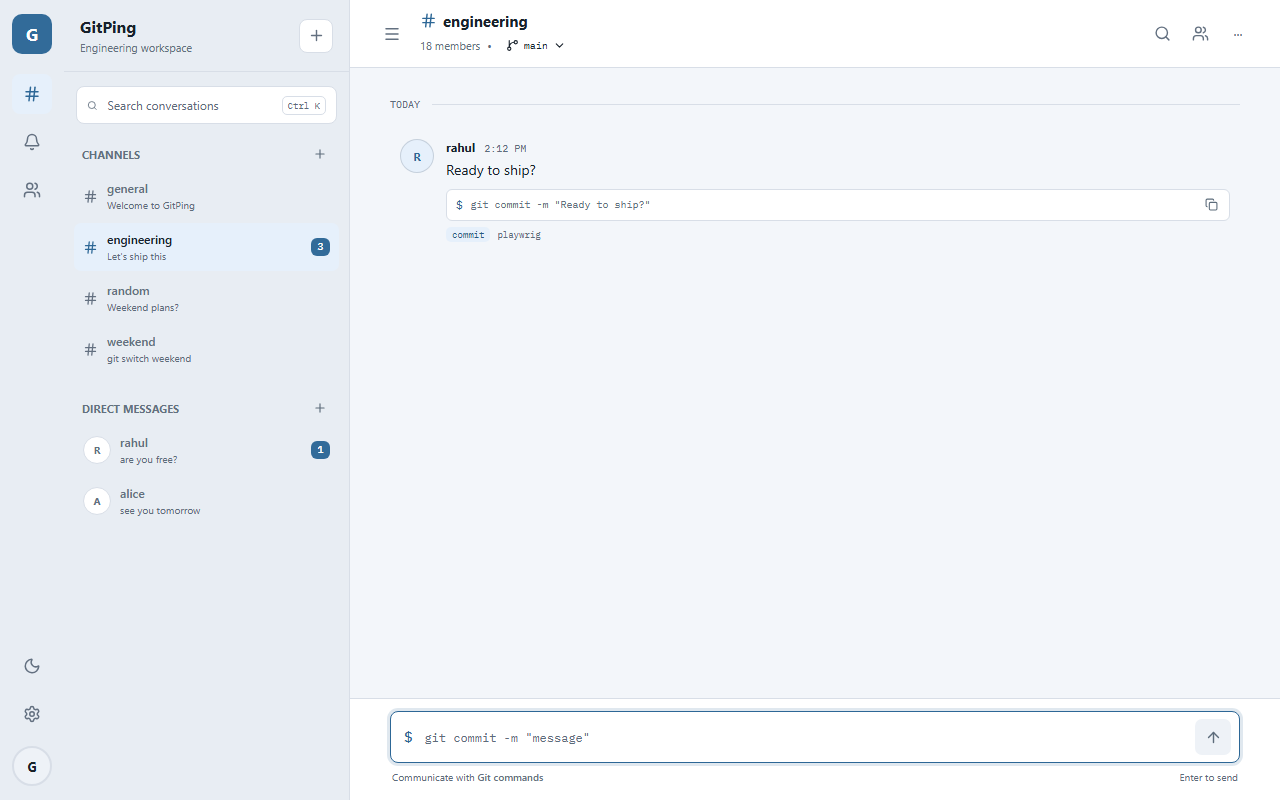 G
GitPing
Engineering workspace
Search conversations
Ctrl K
CHANNELS
general
Welcome to GitPing
engineering
Let's ship this
3
random
Weekend plans?
weekend
git switch weekend
DIRECT MESSAGES
R
rahul
are you free?
1
A
alice
see you tomorrow
G
# engineering
18 members • main
TODAY
R
rahul 2:12 PM
Ready to ship?
$ git commit -m "Ready to ship?"
commit playwrig
$ git commit -m "message"
Communicate with Git commands
Enter to send